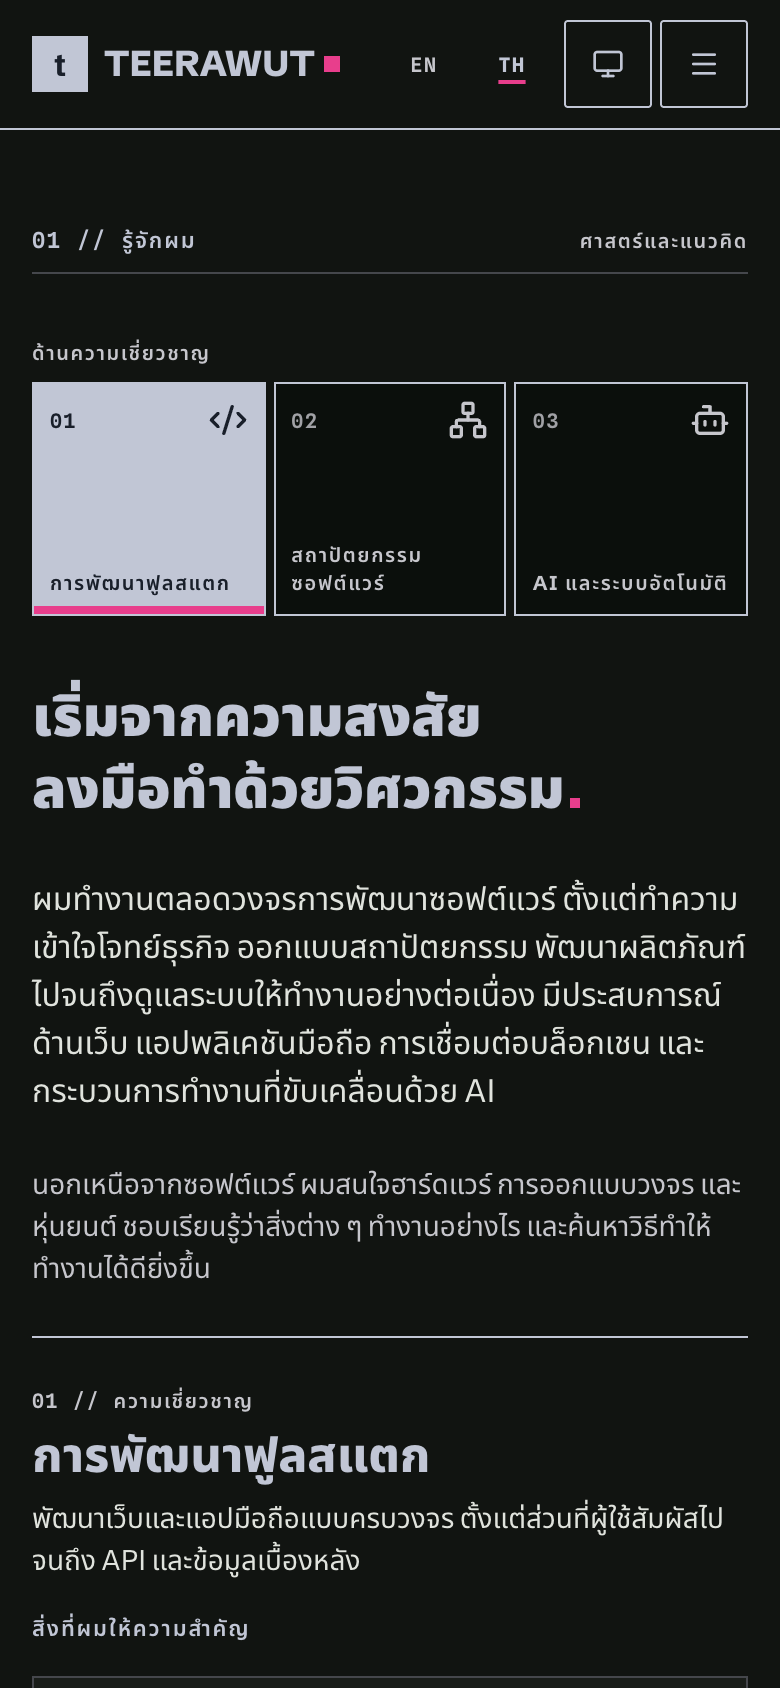 t TEERAWUT EN TH
01 // รู้จักผม ศาสตร์และแนวคิด
ด้านความเชี่ยวชาญ
01 02 03
การพัฒนาฟูลสแตก
สถาปัตยกรรม
ซอฟต์แวร์
AI และระบบอัตโนมัติ
เริ่มจากความสงสัย
ลงมือทำด้วยวิศวกรรม.
ผมทำงานตลอดวงจรการพัฒนาซอฟต์แวร์ ตั้งแต่ทำความ
เข้าใจโจทย์ธุรกิจ ออกแบบสถาปัตยกรรม พัฒนาผลิตภัณฑ์
ไปจนถึงดูแลระบบให้ทำงานอย่างต่อเนื่อง มีประสบการณ์
ด้านเว็บ แอปพลิเคชันมือถือ การเชื่อมต่อบล็อกเชน และ
กระบวนการทำงานที่ขับเคลื่อนด้วย AI
นอกเหนือจากซอฟต์แวร์ ผมสนใจฮาร์ดแวร์ การออกแบบวงจร และ
หุ่นยนต์ ชอบเรียนรู้ว่าสิ่งต่าง ๆ ทำงานอย่างไร และค้นหาวิธีทำให้
ทำงานได้ดียิ่งขึ้น
01 // ความเชี่ยวชาญ
การพัฒนาฟูลสแตก
พัฒนาเว็บและแอปมือถือแบบครบวงจร ตั้งแต่ส่วนที่ผู้ใช้สัมผัสไป
จนถึง API และข้อมูลเบื้องหลัง
สิ่งที่ผมให้ความสำคัญ